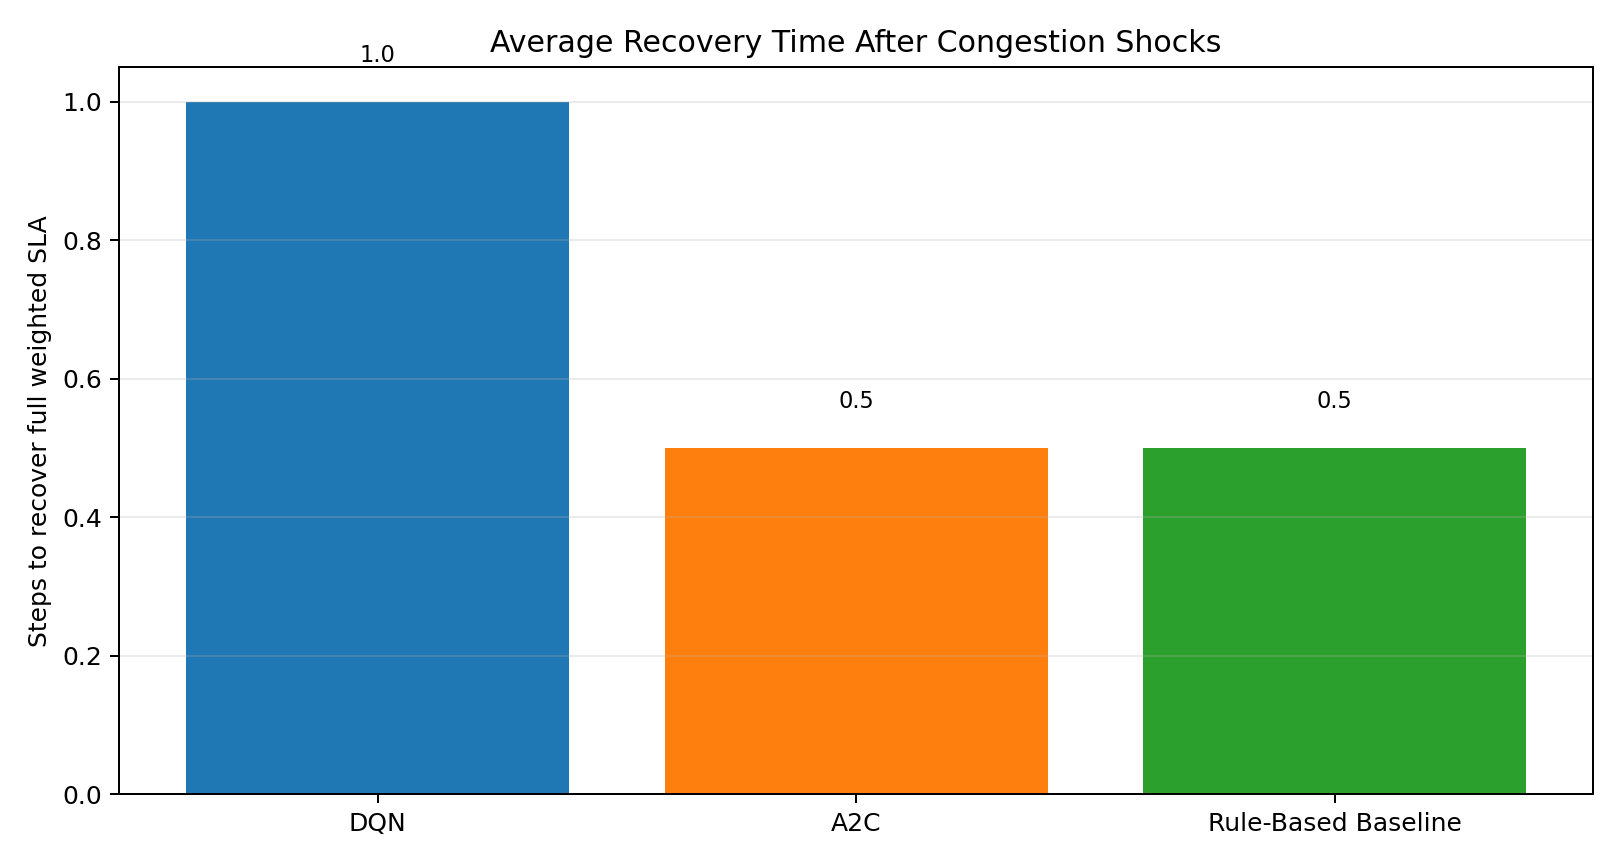 Average Recovery Time After Congestion Shocks
1.0
1.0
0.8
0.6
0.5
0.5
0.4
0.2
0.0
Steps to recover full weighted SLA
DQN
A2C
Rule-Based Baseline